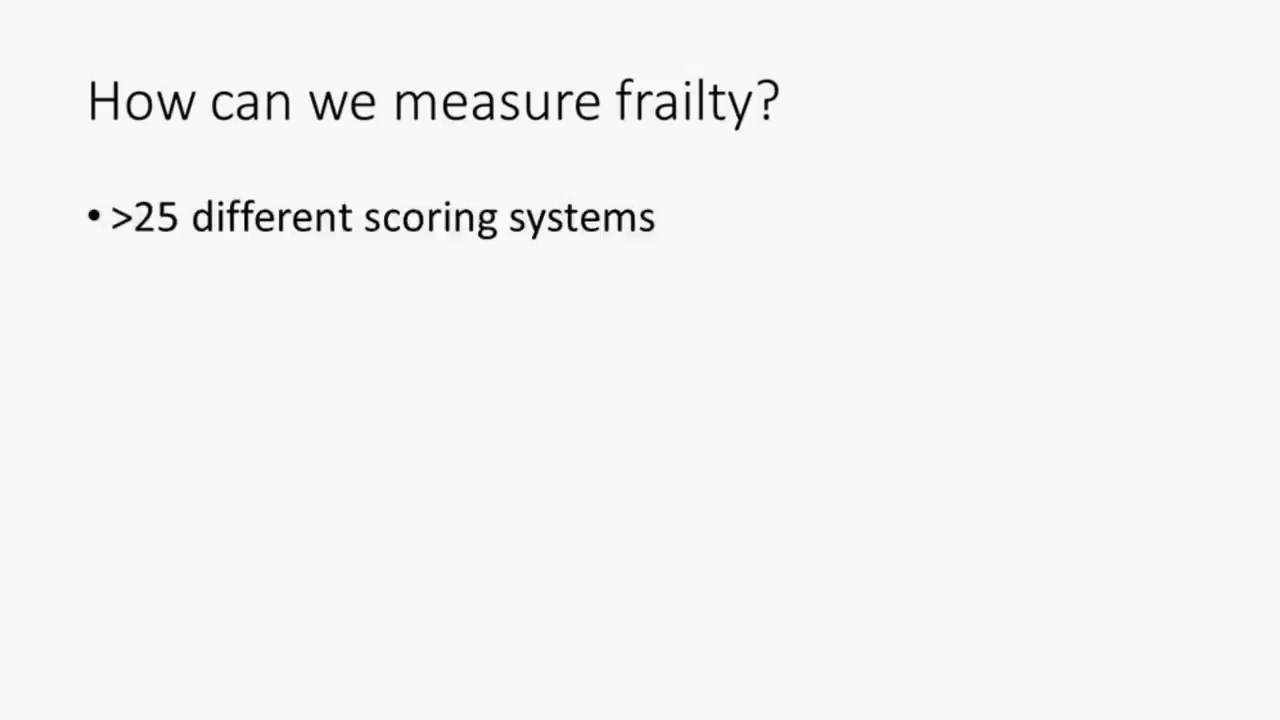 How can we measure frailty?
• >25 different scoring systems